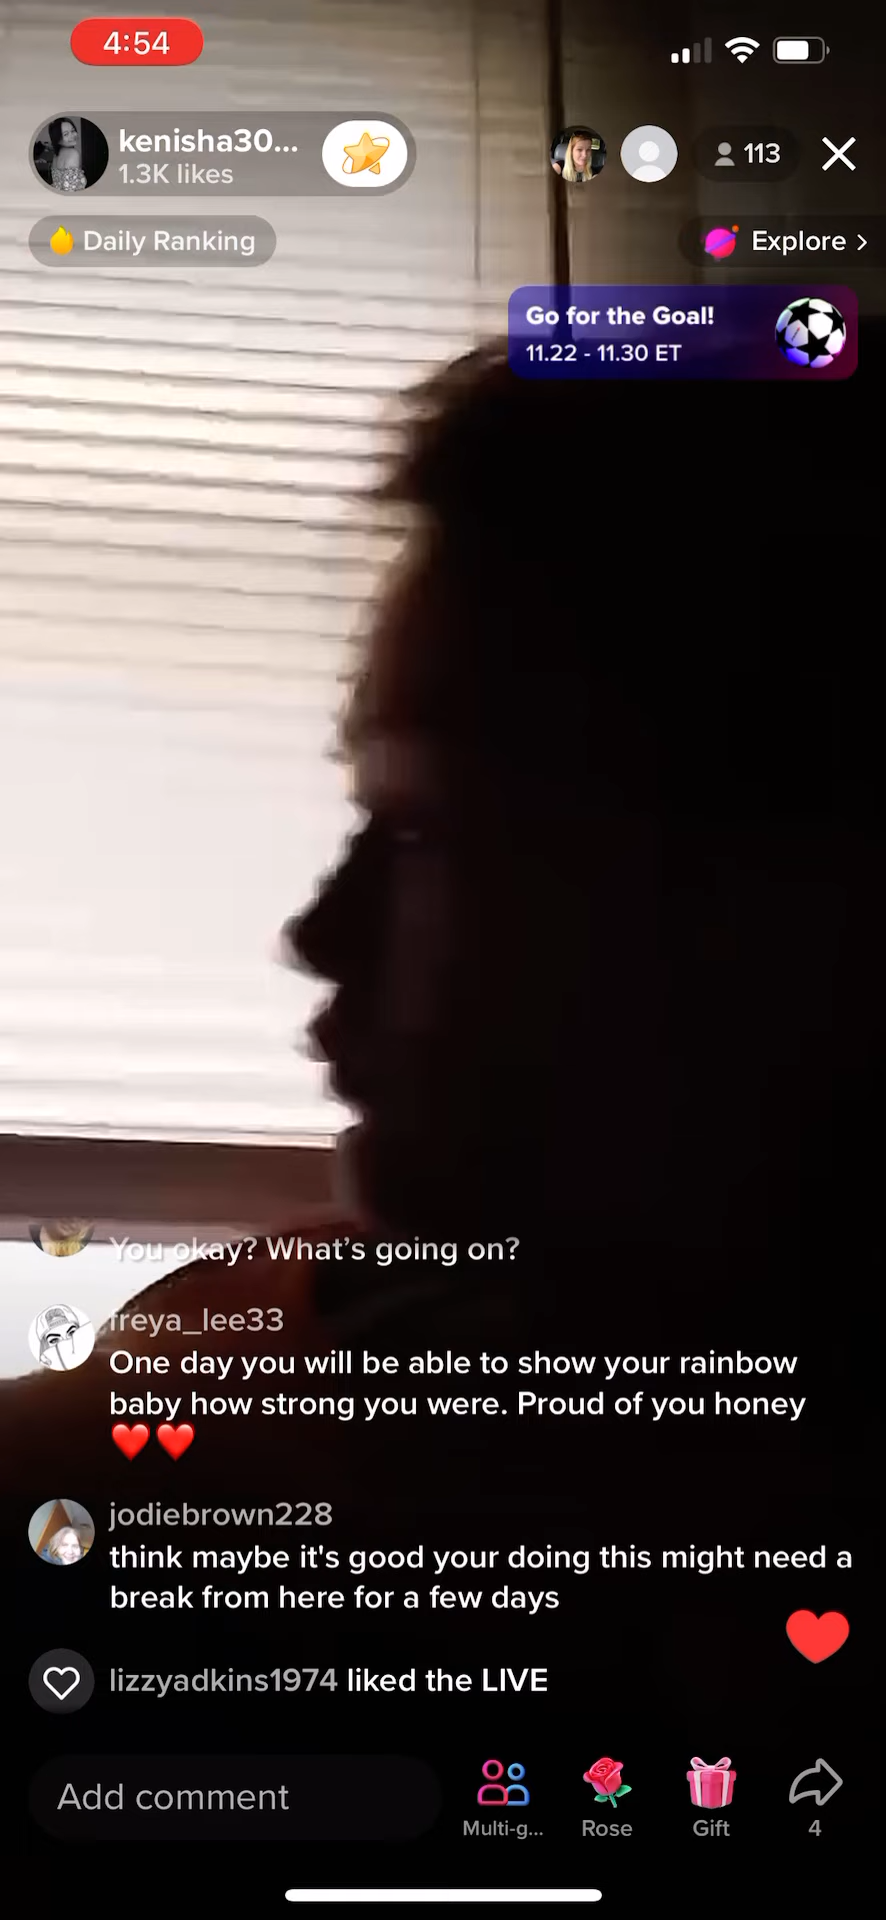 4:54
kenisha30...
1.3K likes
113
Daily Ranking
Explore >
Go for the Goal!
11.22 - 11.30 ET
You okay? What's going on?
freya_lee33
One day you will be able to show your rainbow
baby how strong you were. Proud of you honey
❤️❤️
jodiebrown228
think maybe it's good your doing this might need a
break from here for a few days
lizzyadkins1974 liked the LIVE
Add comment
Multi-g...
Rose
Gift
4